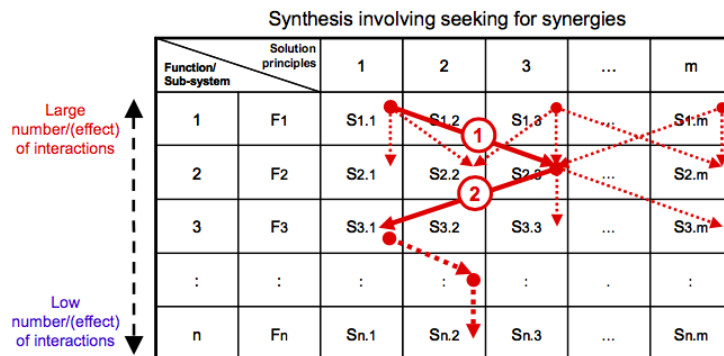 Synthesis involving seeking for synergies
Function/
Sub-system
Solution
principles
1 2 3 ... m
Large
number/(effect)
of interactions
1 F1 S1.1 S1.2 S1.3 ... S1.m
1
2 F2 S2.1 S2.2 S2.3 ... S2.m
2
3 F3 S3.1 S3.2 S3.3 ... S3.m
: : : : : . :
Low
number/(effect)
of interactions
n Fn Sn.1 Sn.2 Sn.3 ... Sn.m